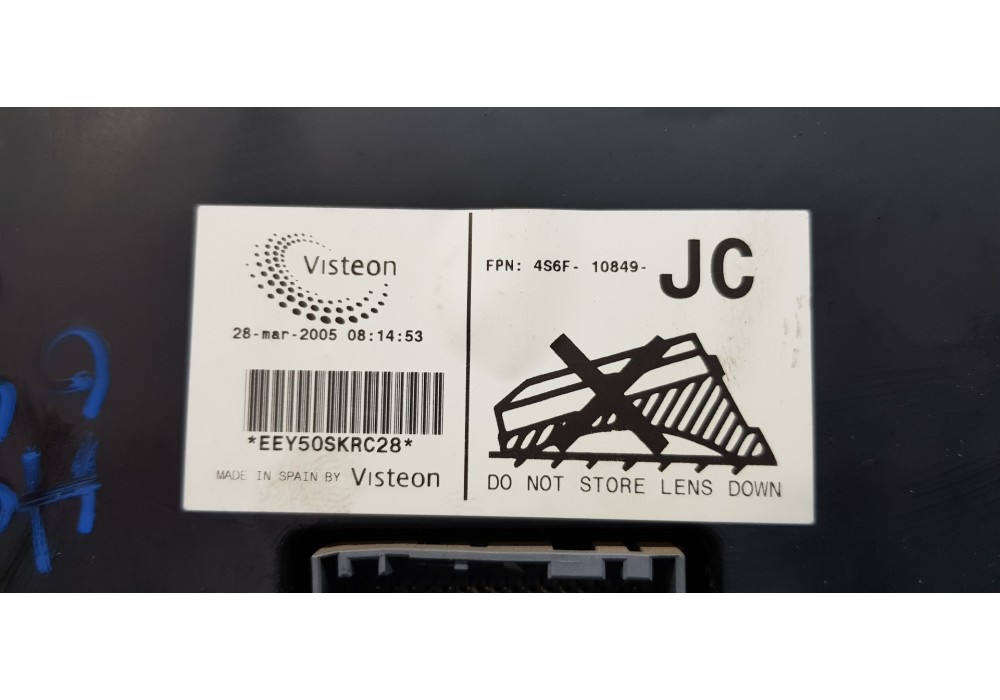 Visteon
28-mar-2005 08:14:53
*EEY50SKRC28*
MADE IN SPAIN BY Visteon
FPN: 4S6F- 10849- JC
DO NOT STORE LENS DOWN